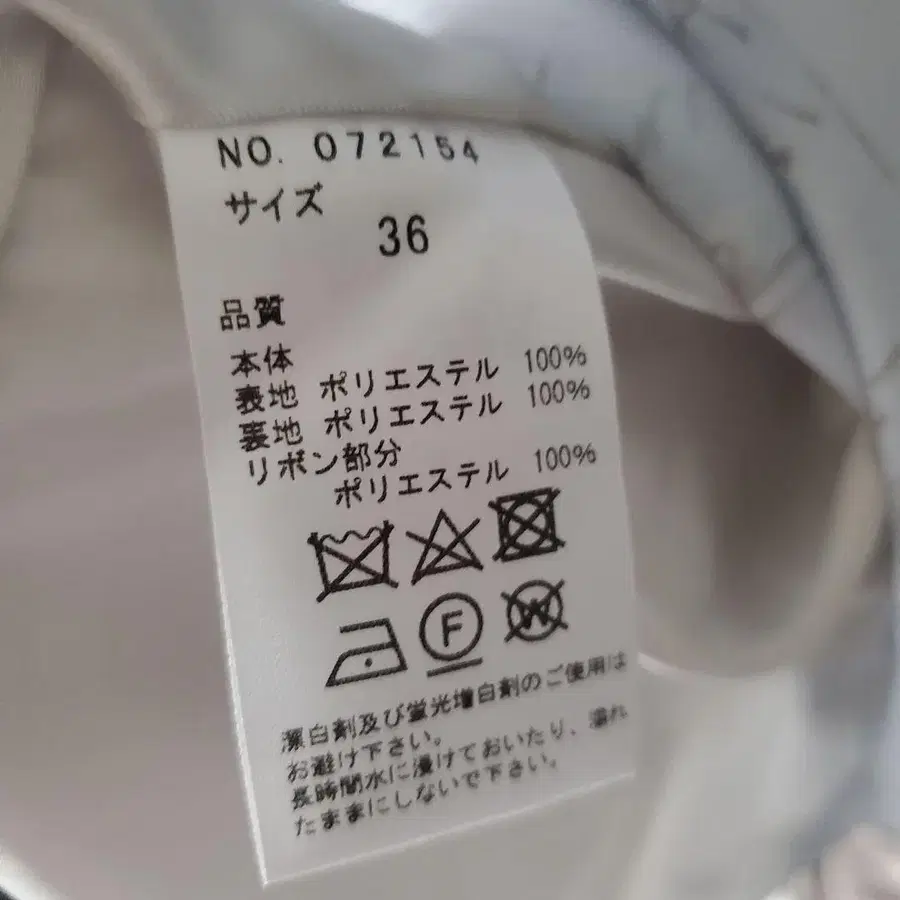 NO. 072154
サイズ
36
品質
本体
表地 ポリエステル 100%
裏地 ポリエステル 100%
リボン部分
ポリエステル 100%
F W
漂白剤及び蛍光増白剤のご使用は
お避け下さい。
長時間水に浸けておいたり、濡れ
たままにしないで下さい。